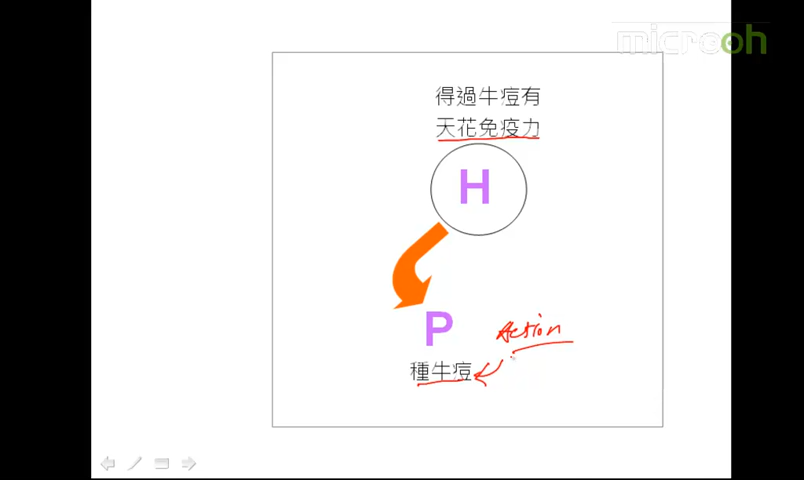 microoh
得過牛痘有
天花免疫力
H
P
Action
種牛痘